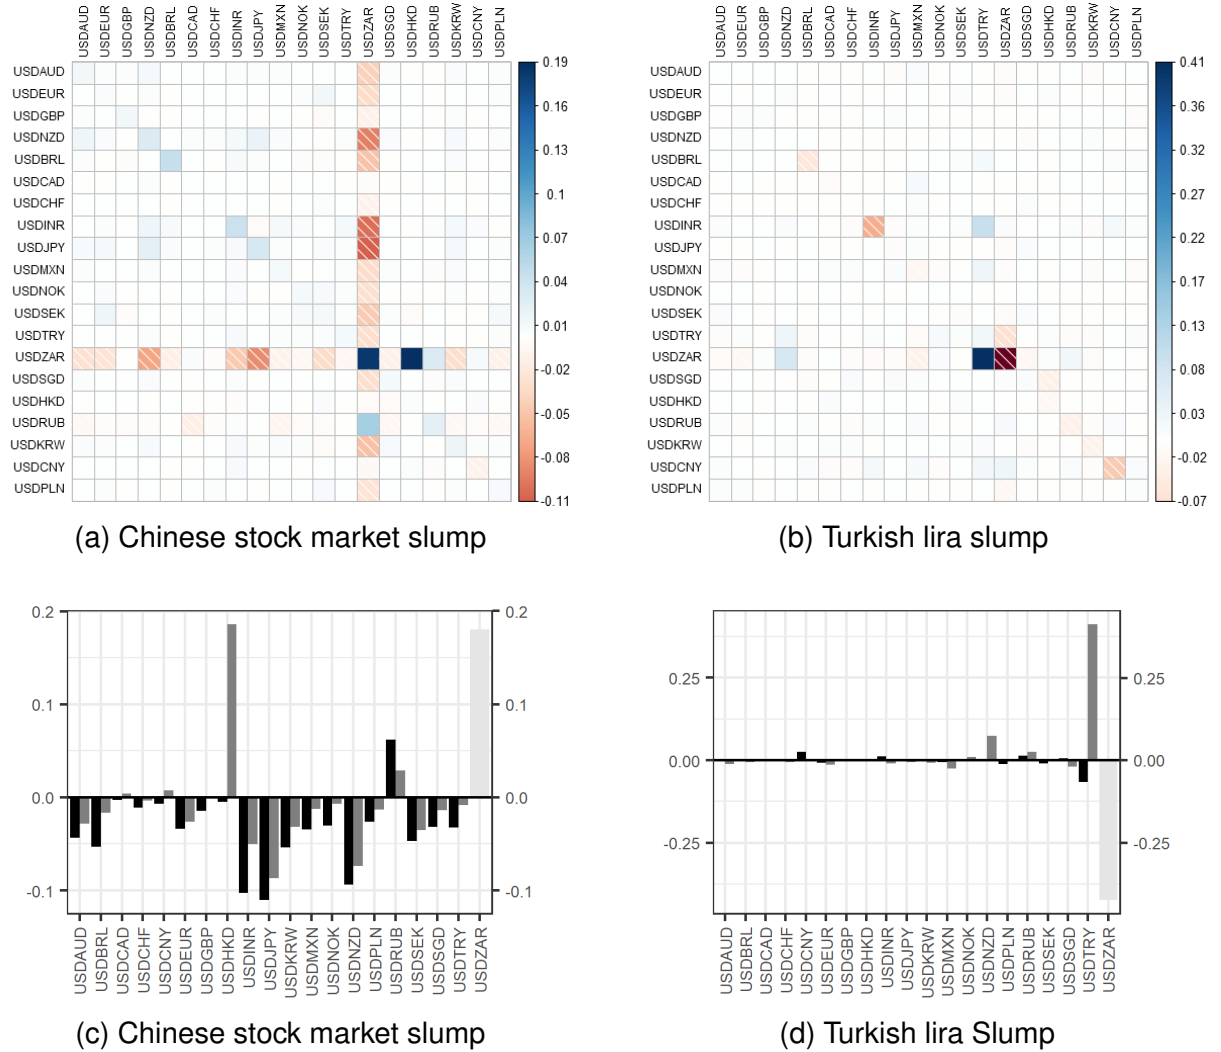 USDAUD USDEUR USDGBP USDNZD USDBRL USDCAD USDCHF USDINR USDJPY USDMXN USDNOK USDSEK USDTRY USDZAR USDSGD USDHKD USDRUB USDKRW USDCNY USDPLN
USDAUD
USDEUR
USDGBP
USDNZD
USDBRL
USDCAD
USDCHF
USDINR
USDJPY
USDMXN
USDNOK
USDSEK
USDTRY
USDZAR
USDSGD
USDHKD
USDRUB
USDKRW
USDCNY
USDPLN
0.19
0.16
0.13
0.1
0.07
0.04
0.01
-0.02
-0.05
-0.08
-0.11
(a) Chinese stock market slump
USDAUD USDEUR USDGBP USDNZD USDBRL USDCAD USDCHF USDINR USDJPY USDMXN USDNOK USDSEK USDTRY USDZAR USDSGD USDHKD USDRUB USDKRW USDCNY USDPLN
USDAUD
USDEUR
USDGBP
USDNZD
USDBRL
USDCAD
USDCHF
USDINR
USDJPY
USDMXN
USDNOK
USDSEK
USDTRY
USDZAR
USDSGD
USDHKD
USDRUB
USDKRW
USDCNY
USDPLN
0.41
0.36
0.32
0.27
0.22
0.17
0.13
0.08
0.03
-0.02
-0.07
(b) Turkish lira slump
0.2
0.1
0.0
-0.1
0.2
0.1
0.0
-0.1
USDAUD USDBRL USDCAD USDCHF USDCNY USDEUR USDGBP USDHKD USDINR USDJPY USDKRW USDMXN USDNOK USDNZD USDPLN USDRUB USDSEK USDSGD USDTRY USDZAR
(c) Chinese stock market slump
0.25
0.00
-0.25
0.25
0.00
-0.25
USDAUD USDBRL USDCAD USDCHF USDCNY USDEUR USDGBP USDHKD USDINR USDJPY USDKRW USDMXN USDNOK USDNZD USDPLN USDRUB USDSEK USDSGD USDTRY USDZAR
(d) Turkish lira Slump